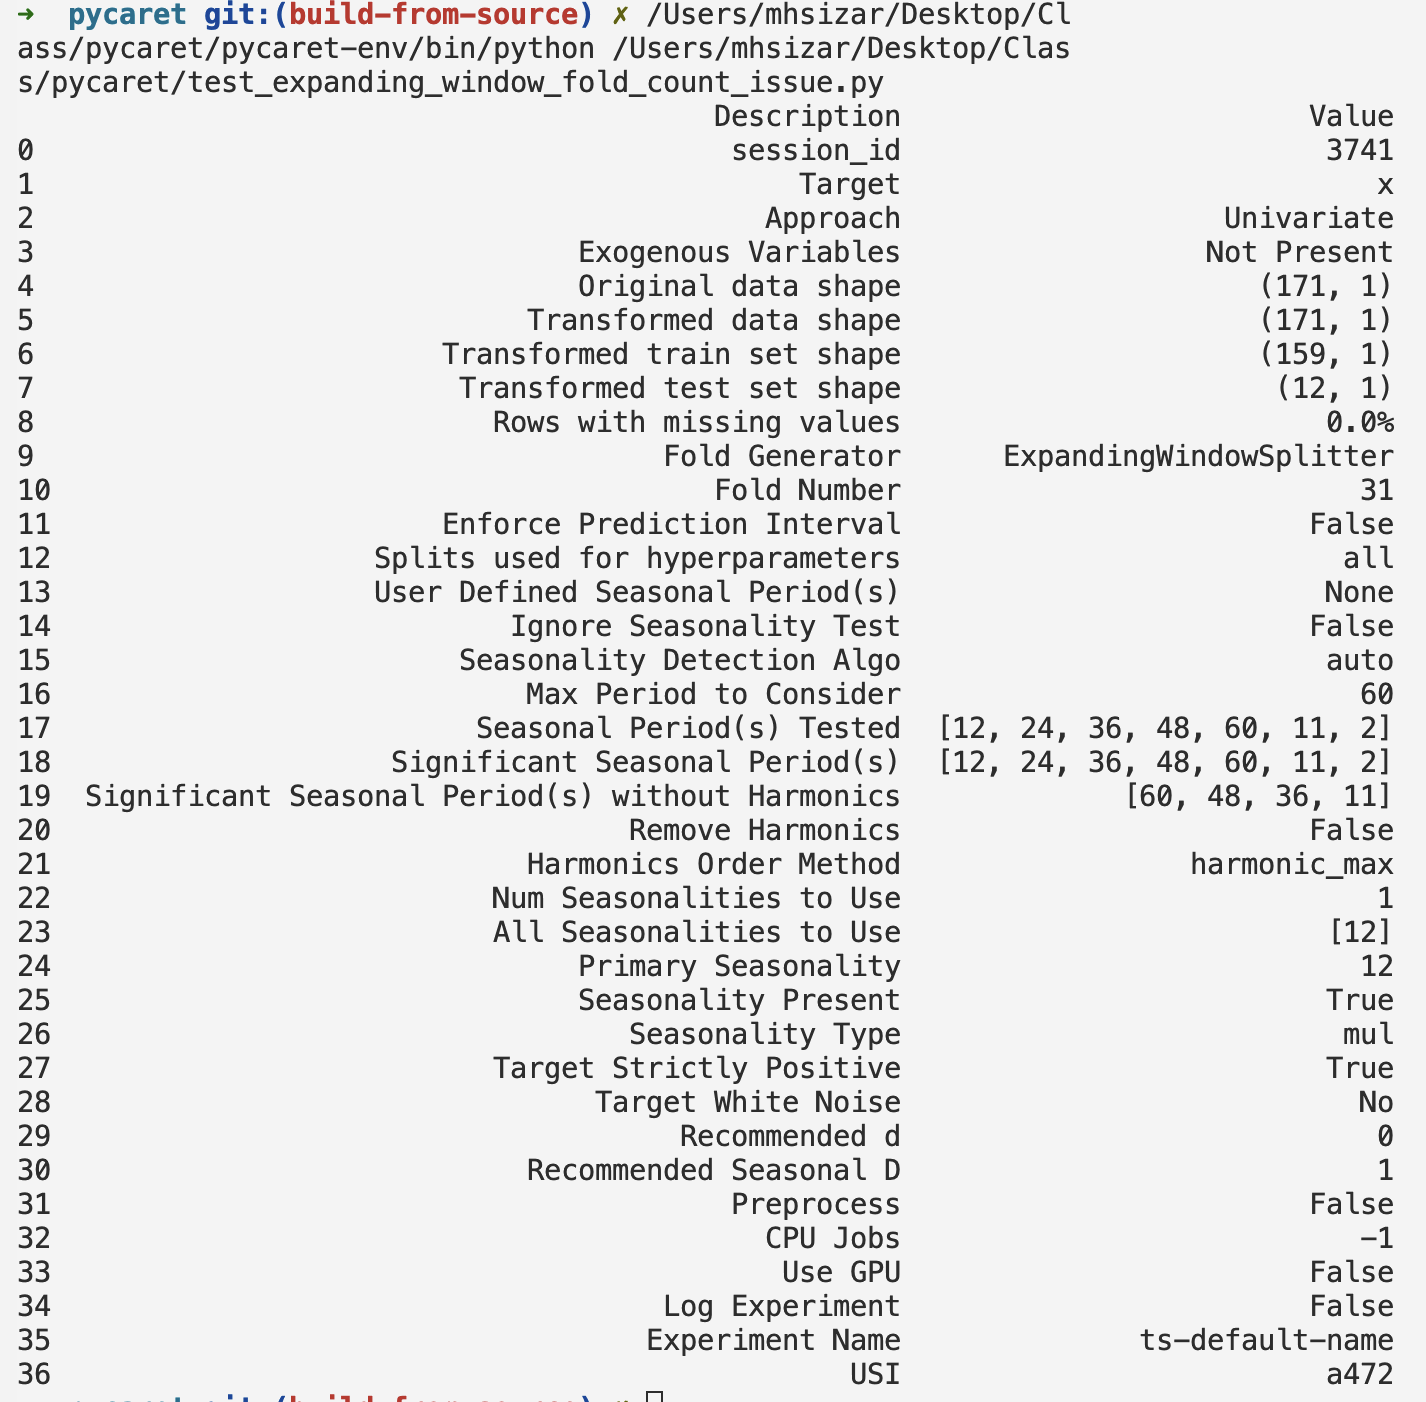 ➜ pycaret git:(build-from-source) ✗ /Users/mhsizar/Desktop/Cl
ass/pycaret/pycaret-env/bin/python /Users/mhsizar/Desktop/Clas
s/pycaret/test_expanding_window_fold_count_issue.py
Description Value
0 session_id 3741
1 Target x
2 Approach Univariate
3 Exogenous Variables Not Present
4 Original data shape (171, 1)
5 Transformed data shape (171, 1)
6 Transformed train set shape (159, 1)
7 Transformed test set shape (12, 1)
8 Rows with missing values 0.0%
9 Fold Generator ExpandingWindowSplitter
10 Fold Number 31
11 Enforce Prediction Interval False
12 Splits used for hyperparameters all
13 User Defined Seasonal Period(s) None
14 Ignore Seasonality Test False
15 Seasonality Detection Algo auto
16 Max Period to Consider 60
17 Seasonal Period(s) Tested [12, 24, 36, 48, 60, 11, 2]
18 Significant Seasonal Period(s) [12, 24, 36, 48, 60, 11, 2]
19 Significant Seasonal Period(s) without Harmonics [60, 48, 36, 11]
20 Remove Harmonics False
21 Harmonics Order Method harmonic_max
22 Num Seasonalities to Use 1
23 All Seasonalities to Use [12]
24 Primary Seasonality 12
25 Seasonality Present True
26 Seasonality Type mul
27 Target Strictly Positive True
28 Target White Noise No
29 Recommended d 0
30 Recommended Seasonal D 1
31 Preprocess False
32 CPU Jobs -1
33 Use GPU False
34 Log Experiment False
35 Experiment Name ts-default-name
36 USI a472